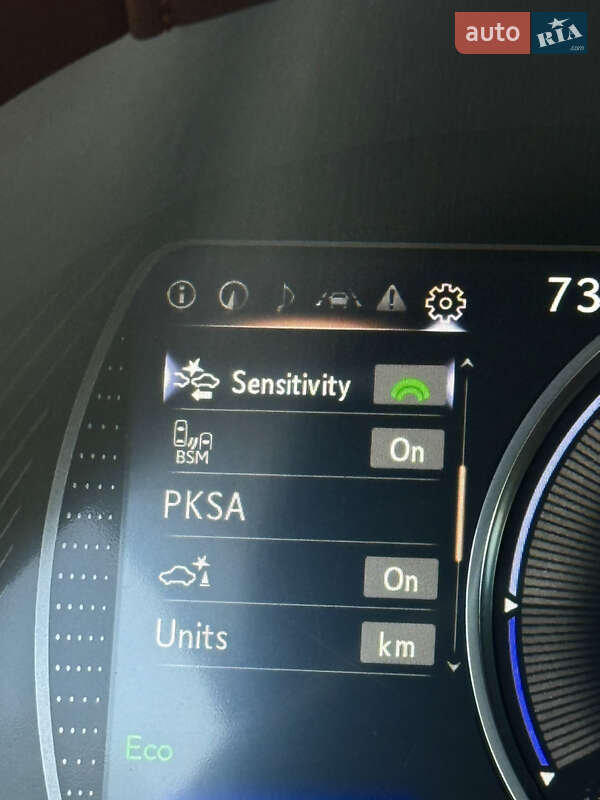 auto RIA.com
73
Sensitivity
BSM On
PKSA
On
Units km
Eco